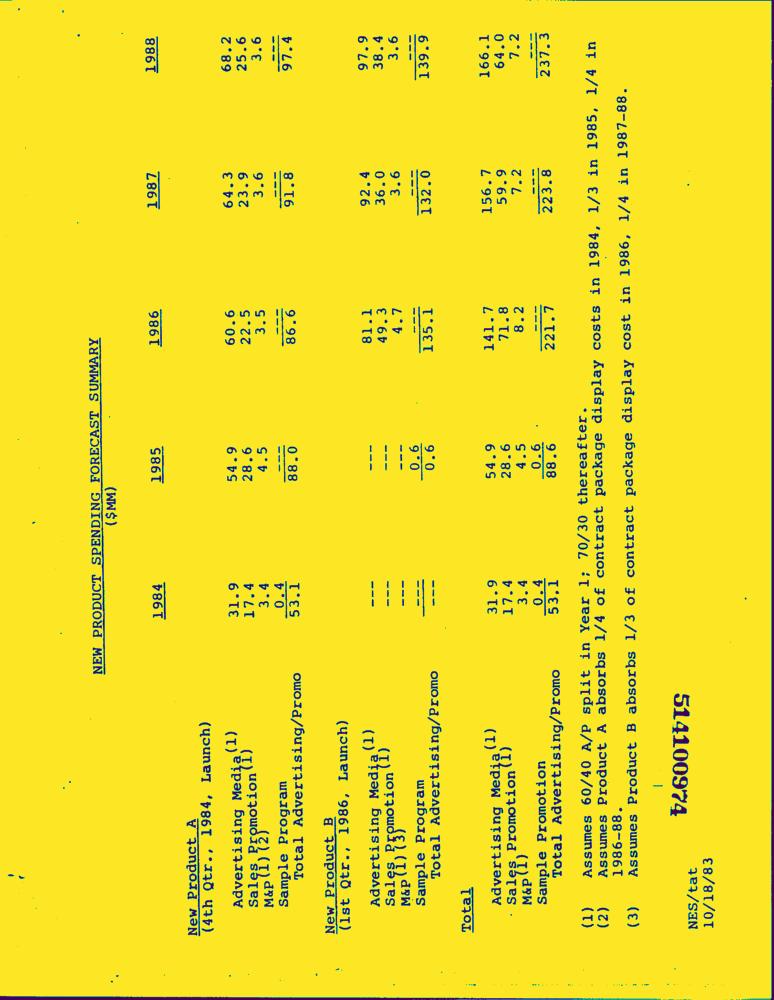 NEW PRODUCT SPENDING FORECAST SUMMARY
($MM)
1984 1985 1986 1987 1988
New Product A
(4th Qtr., 1984, Launch)
Advertising Media(1) 31.9 54.9 60.6 64.3 68.2
Sales Promotion(1) 17.4 28.6 22.5 23.9 25.6
M&P(1)(2) 3.4 4.5 3.5 3.6 3.6
Sample Program 0.4 --- --- --- ---
Total Advertising/Promo 53.1 88.0 86.6 91.8 97.4
New Product B
(1st Qtr., 1986, Launch)
Advertising Media(1) --- --- 81.1 92.4 97.9
Sales Promotion(1) --- --- 49.3 36.0 38.4
M&P(1)(3) --- --- 4.7 3.6 3.6
Sample Program --- 0.6 --- --- ---
Total Advertising/Promo --- 0.6 135.1 132.0 139.9
Total
Advertising Media(1) 31.9 54.9 141.7 156.7 166.1
Sales Promotion(1) 17.4 28.6 71.8 59.9 64.0
M&P(1) 3.4 4.5 8.2 7.2 7.2
Sample Promotion 0.4 0.6 --- --- ---
Total Advertising/Promo 53.1 88.6 221.7 223.8 237.3
(1) Assumes 60/40 A/P split in Year 1; 70/30 thereafter.
(2) Assumes Product A absorbs 1/4 of contract package display costs in 1984, 1/3 in 1985, 1/4 in
1986-88.
(3) Assumes Product B absorbs 1/3 of contract package display cost in 1986, 1/4 in 1987-88.
NES/tat
10/18/83
514100974